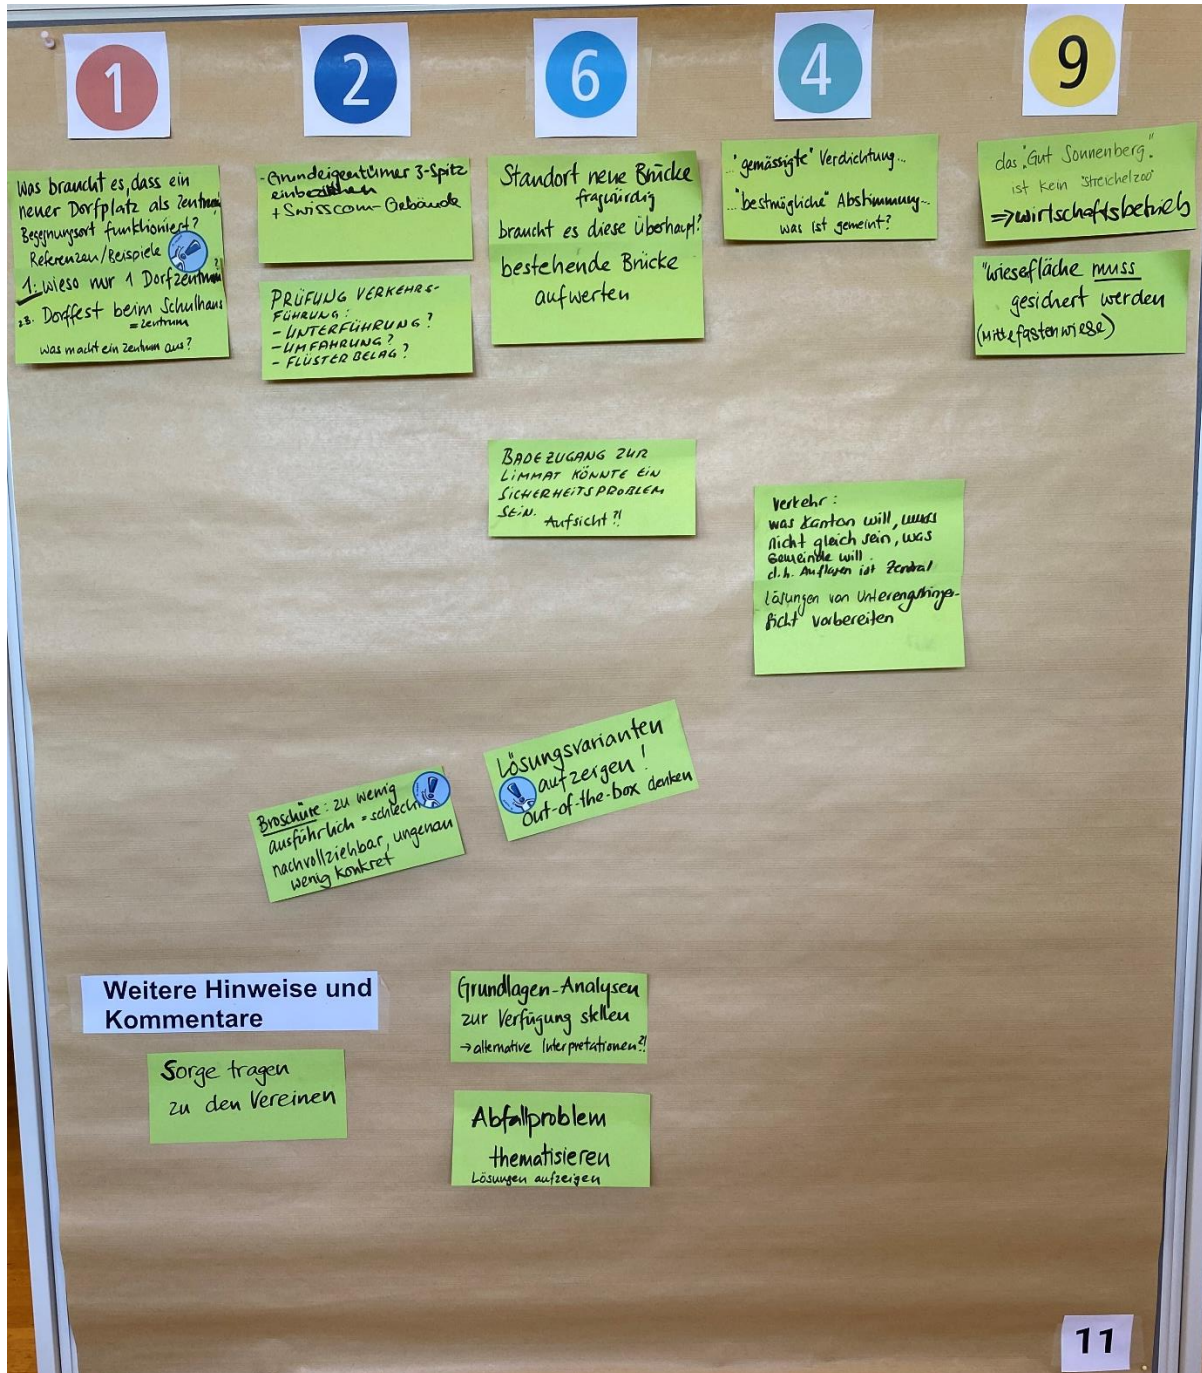 1
2
6
4
9
Was braucht es, dass ein
neuer Dorfplatz als Zentrum
Begegnungsort funktioniert?
Referenzen/Beispiele
1: wieso nur 1 Dorfzentrum?
z.B. Dorffest beim Schulhaus
= Zentrum
was macht ein Zentrum aus?
- Grundeigentümer 3-Spitz
einbeziehen
+ Swisscom-Gebäude
PRÜFUNG VERKEHRS-
FÜHRUNG:
- UNTERFÜHRUNG?
- UMFAHRUNG?
- FLÜSTERBELAG?
Standort neue Brücke
fragwürdig
braucht es diese überhaupt?
bestehende Brücke
aufwerten
BADEZUGANG ZUR
LIMMAT KÖNNTE EIN
SICHERHEITSPROBLEM
SEIN.
Aufsicht?!
..."gemässigte" Verdichtung...
..."bestmögliche" Abstimmung...
was ist gemeint?
Verkehr:
was Kanton will, muss
nicht gleich sein, was
Gemeinde will.
d.h. Auflagen ist Zentral
Lösungen von Unterengstringer-
sicht vorbereiten
das "Gut Sonnenberg"
ist kein "Streichelzoo"
⇒ wirtschaftsbetrieb
"wiesefläche muss
gesichert werden
(Mittefastenwiese)
Broschüre: zu wenig
ausführlich = schlecht
nachvollziehbar, ungenau
wenig konkret
Lösungsvarianten
aufzeigen!
out-of-the-box denken
Weitere Hinweise und
Kommentare
Sorge tragen
zu den Vereinen
Grundlagen-Analysen
zur Verfügung stellen
→ alternative Interpretationen?!
Abfallproblem
thematisieren
Lösungen aufzeigen
11